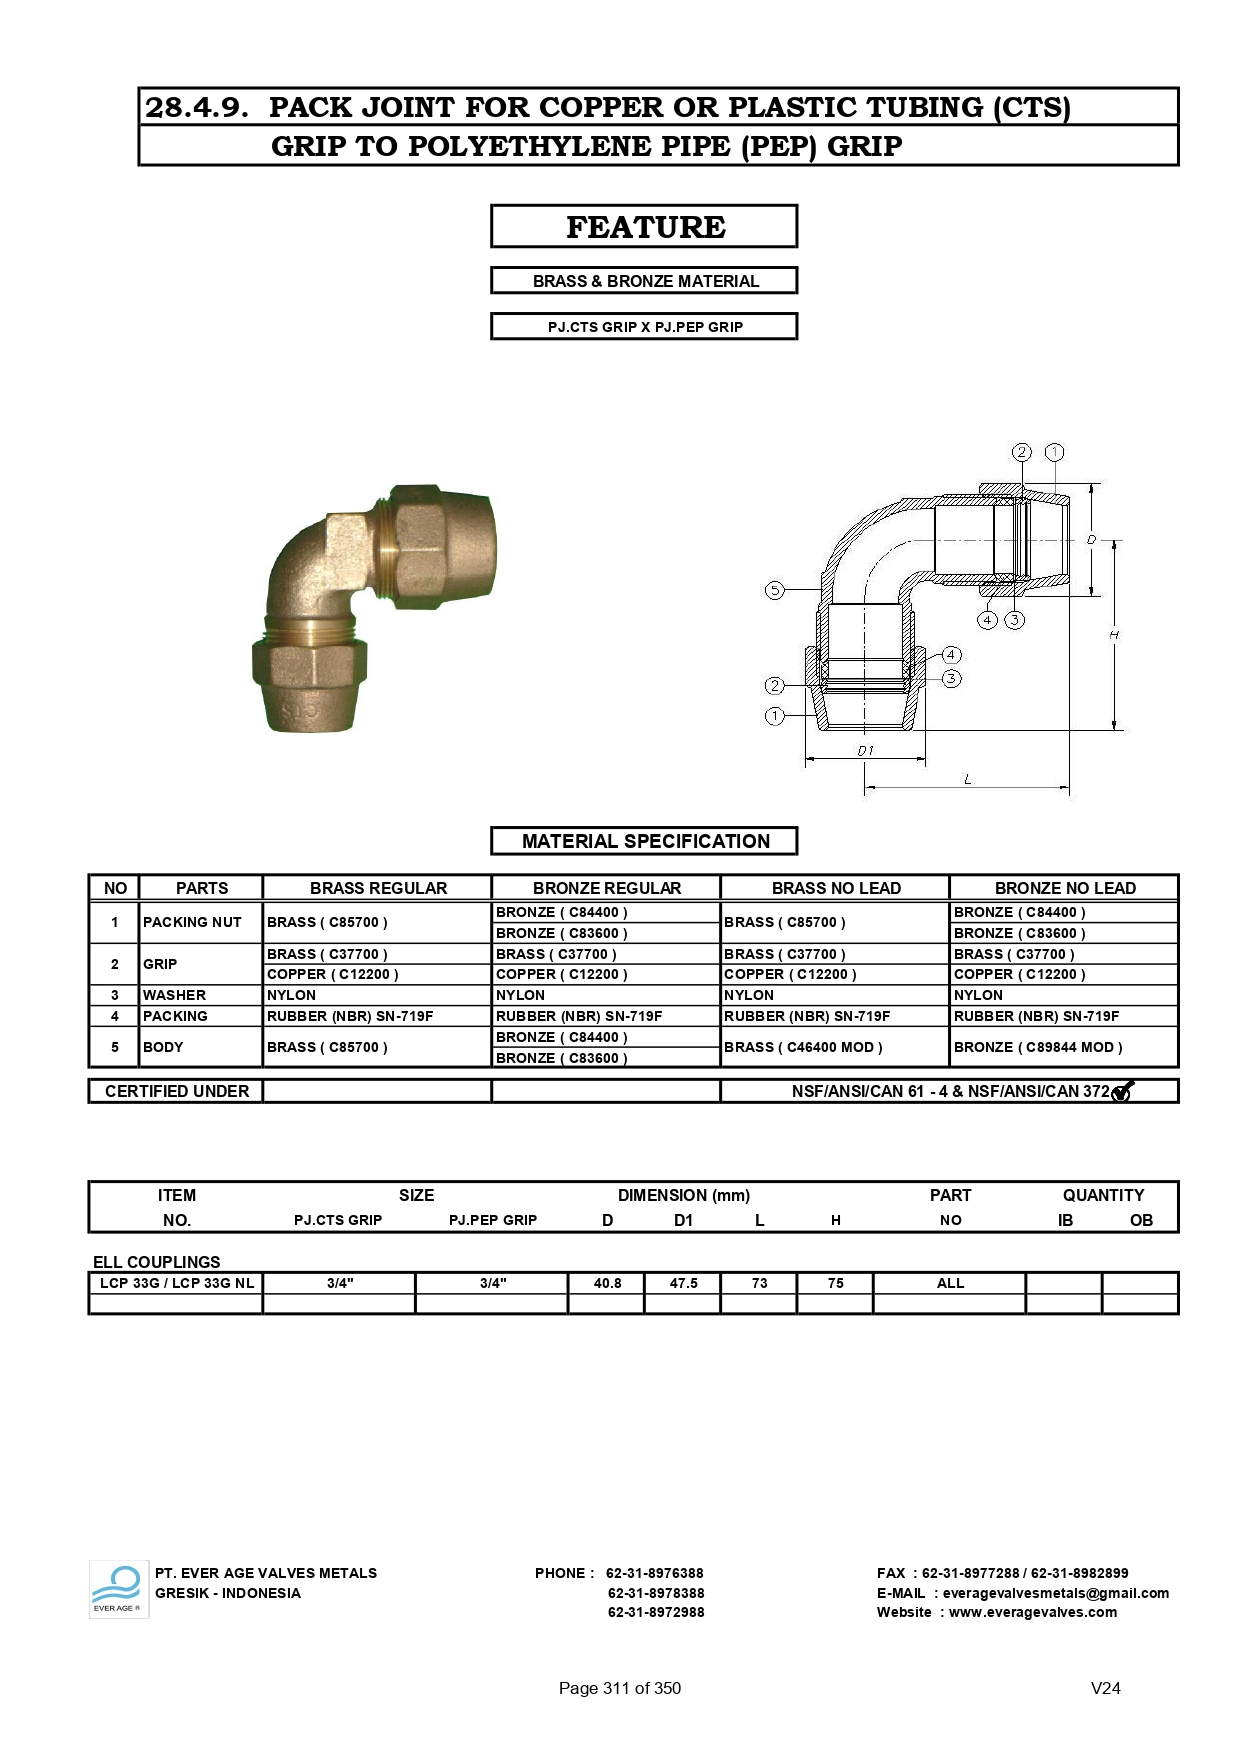 28.4.9. PACK JOINT FOR COPPER OR PLASTIC TUBING (CTS)
GRIP TO POLYETHYLENE PIPE (PEP) GRIP
FEATURE
BRASS & BRONZE MATERIAL
PJ.CTS GRIP X PJ.PEP GRIP
2 1
D
5
4 3
H
4
3
2
1
D1
L
CTS
MATERIAL SPECIFICATION
NO PARTS BRASS REGULAR BRONZE REGULAR BRASS NO LEAD BRONZE NO LEAD
1 PACKING NUT BRASS ( C85700 ) BRONZE ( C84400 ) BRASS ( C85700 ) BRONZE ( C84400 )
BRONZE ( C83600 ) BRONZE ( C83600 )
2 GRIP BRASS ( C37700 ) BRASS ( C37700 ) BRASS ( C37700 ) BRASS ( C37700 )
COPPER ( C12200 ) COPPER ( C12200 ) COPPER ( C12200 ) COPPER ( C12200 )
3 WASHER NYLON NYLON NYLON NYLON
4 PACKING RUBBER (NBR) SN-719F RUBBER (NBR) SN-719F RUBBER (NBR) SN-719F RUBBER (NBR) SN-719F
5 BODY BRASS ( C85700 ) BRONZE ( C84400 ) BRASS ( C46400 MOD ) BRONZE ( C89844 MOD )
BRONZE ( C83600 )
CERTIFIED UNDER NSF/ANSI/CAN 61 - 4 & NSF/ANSI/CAN 372
ITEM SIZE DIMENSION (mm) PART QUANTITY
NO. PJ.CTS GRIP PJ.PEP GRIP D D1 L H NO IB OB
ELL COUPLINGS
LCP 33G / LCP 33G NL 3/4" 3/4" 40.8 47.5 73 75 ALL
EVER AGE ®
PT. EVER AGE VALVES METALS PHONE : 62-31-8976388 FAX : 62-31-8977288 / 62-31-8982899
GRESIK - INDONESIA 62-31-8978388 E-MAIL : everagevalvesmetals@gmail.com
62-31-8972988 Website : www.everagevalves.com
Page 311 of 350 V24